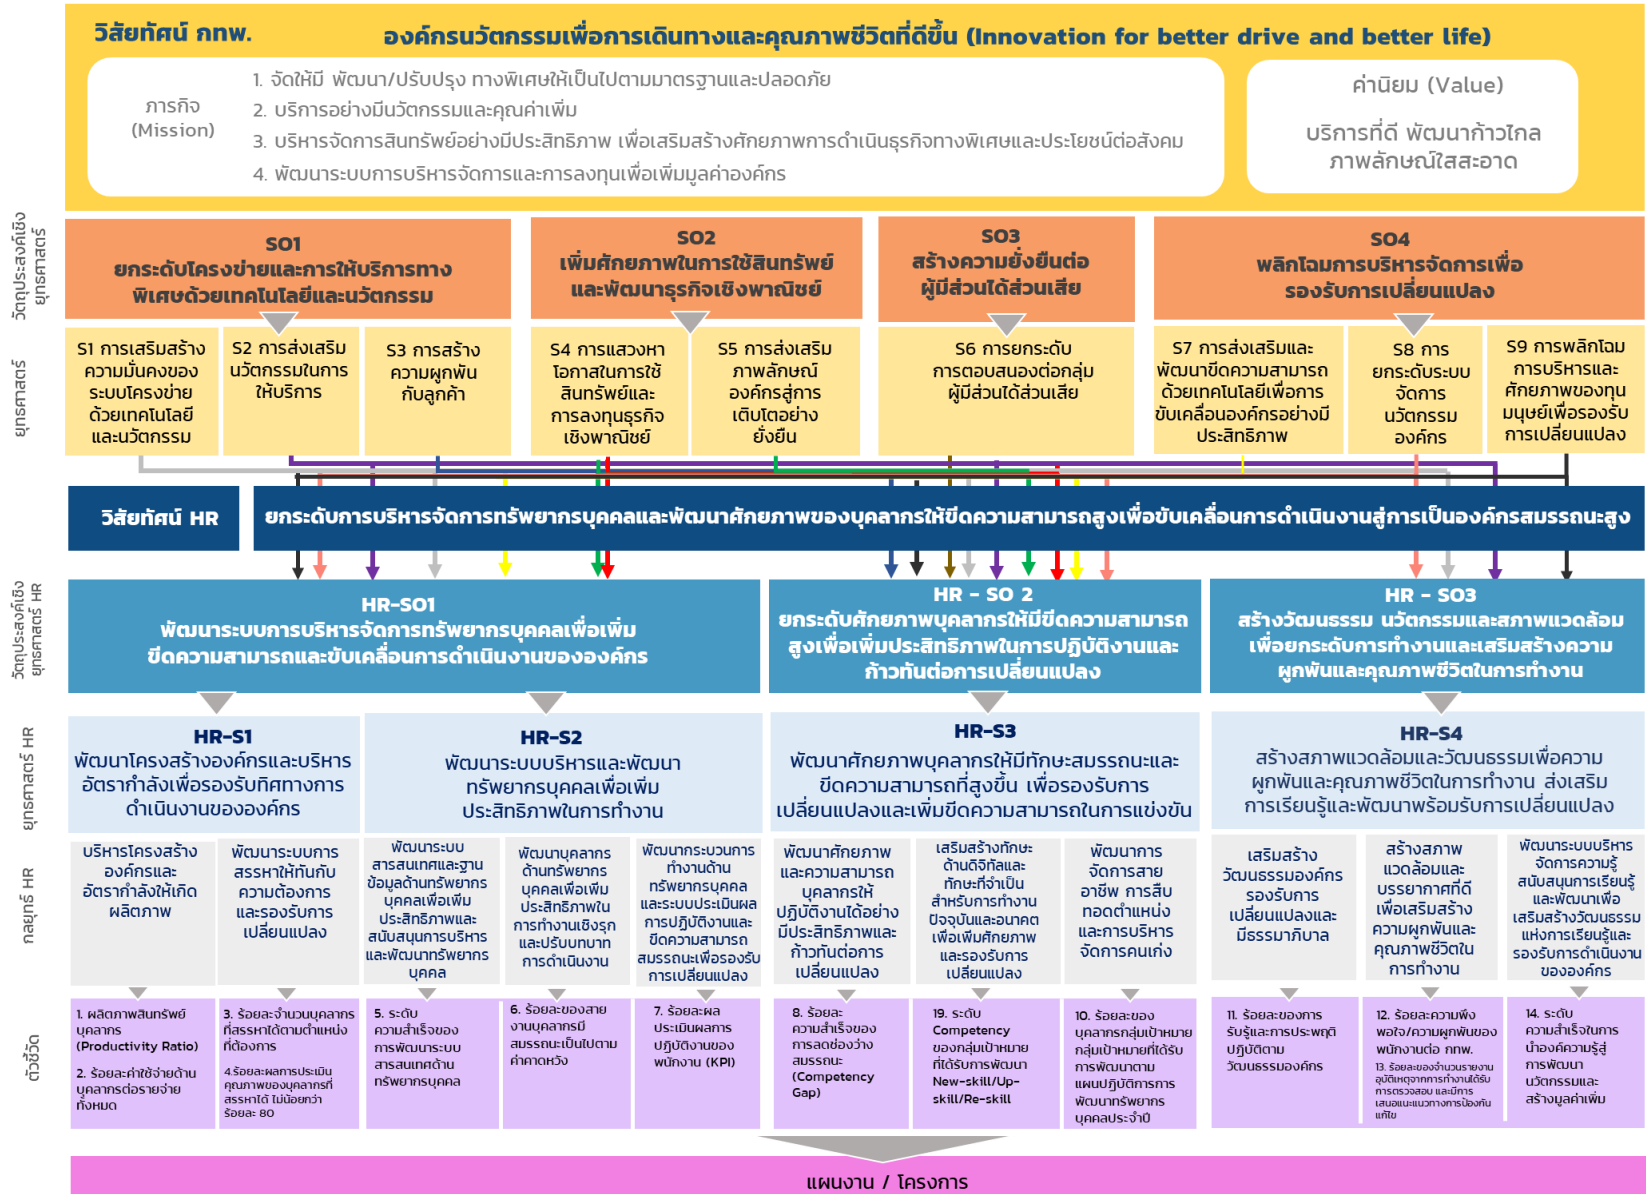 วิสัยทัศน์ กทพ.
องค์กรนวัตกรรมเพื่อการเดินทางและคุณภาพชีวิตที่ดีขึ้น (Innovation for better drive and better life)
ภารกิจ
(Mission)
1. จัดให้มี พัฒนา/ปรับปรุง ทางพิเศษให้เป็นไปตามมาตรฐานและปลอดภัย
2. บริการอย่างมีนวัตกรรมและคุณค่าเพิ่ม
3. บริหารจัดการสินทรัพย์อย่างมีประสิทธิภาพ เพื่อเสริมสร้างศักยภาพการดำเนินธุรกิจทางพิเศษและประโยชน์ต่อสังคม
4. พัฒนาระบบการบริหารจัดการและการลงทุนเพื่อเพิ่มมูลค่าองค์กร
ค่านิยม (Value)
บริการที่ดี พัฒนาก้าวไกล
ภาพลักษณ์ใสสะอาด
วัตถุประสงค์เชิง
ยุทธศาสตร์
SO1
ยกระดับโครงข่ายและการให้บริการทาง
พิเศษด้วยเทคโนโลยีและนวัตกรรม
SO2
เพิ่มศักยภาพในการใช้สินทรัพย์
และพัฒนาธุรกิจเชิงพาณิชย์
SO3
สร้างความยั่งยืนต่อ
ผู้มีส่วนได้ส่วนเสีย
SO4
พลิกโฉมการบริหารจัดการเพื่อ
รองรับการเปลี่ยนแปลง
ยุทธศาสตร์
S1 การเสริมสร้าง
ความมั่นคงของ
ระบบโครงข่าย
ด้วยเทคโนโลยี
และนวัตกรรม
S2 การส่งเสริม
นวัตกรรมในการ
ให้บริการ
S3 การสร้าง
ความผูกพัน
กับลูกค้า
S4 การแสวงหา
โอกาสในการใช้
สินทรัพย์และ
การลงทุนธุรกิจ
เชิงพาณิชย์
S5 การส่งเสริม
ภาพลักษณ์
องค์กรสู่การ
เติบโตอย่าง
ยั่งยืน
S6 การยกระดับ
การตอบสนองต่อกลุ่ม
ผู้มีส่วนได้ส่วนเสีย
S7 การส่งเสริมและ
พัฒนาขีดความสามารถ
ด้วยเทคโนโลยีเพื่อการ
ขับเคลื่อนองค์กรอย่างมี
ประสิทธิภาพ
S8 การ
ยกระดับระบบ
จัดการ
นวัตกรรม
องค์กร
S9 การพลิกโฉม
การบริหารและ
ศักยภาพของทุน
มนุษย์เพื่อรองรับ
การเปลี่ยนแปลง
วิสัยทัศน์ HR
ยกระดับการบริหารจัดการทรัพยากรบุคคลและพัฒนาศักยภาพของบุคลากรให้ขีดความสามารถสูงเพื่อขับเคลื่อนการดำเนินงานสู่การเป็นองค์กรสมรรถนะสูง
วัตถุประสงค์เชิง
ยุทธศาสตร์ HR
HR-SO1
พัฒนาระบบการบริหารจัดการทรัพยากรบุคคลเพื่อเพิ่ม
ขีดความสามารถและขับเคลื่อนการดำเนินงานขององค์กร
HR - SO 2
ยกระดับศักยภาพบุคลากรให้มีขีดความสามารถ
สูงเพื่อเพิ่มประสิทธิภาพในการปฏิบัติงานและ
ก้าวทันต่อการเปลี่ยนแปลง
HR - SO3
สร้างวัฒนธรรม นวัตกรรมและสภาพแวดล้อม
เพื่อยกระดับการทำงานและเสริมสร้างความ
ผูกพันและคุณภาพชีวิตในการทำงาน
ยุทธศาสตร์ HR
HR-S1
พัฒนาโครงสร้างองค์กรและบริหาร
อัตรากำลังเพื่อรองรับทิศทางการ
ดำเนินงานขององค์กร
HR-S2
พัฒนาระบบบริหารและพัฒนา
ทรัพยากรบุคคลเพื่อเพิ่ม
ประสิทธิภาพในการทำงาน
HR-S3
พัฒนาศักยภาพบุคลากรให้มีทักษะสมรรถนะและ
ขีดความสามารถที่สูงขึ้น เพื่อรองรับการ
เปลี่ยนแปลงและเพิ่มขีดความสามารถในการแข่งขัน
HR-S4
สร้างสภาพแวดล้อมและวัฒนธรรมเพื่อความ
ผูกพันและคุณภาพชีวิตในการทำงาน ส่งเสริม
การเรียนรู้และพัฒนาพร้อมรับการเปลี่ยนแปลง
กลยุทธ์ HR
บริหารโครงสร้าง
องค์กรและ
อัตรากำลังให้เกิด
ผลิตภาพ
พัฒนาระบบการ
สรรหาให้ทันกับ
ความต้องการ
และรองรับการ
เปลี่ยนแปลง
พัฒนาระบบ
สารสนเทศและฐาน
ข้อมูลด้านทรัพยากร
บุคคลเพื่อเพิ่ม
ประสิทธิภาพและ
สนับสนุนการบริหาร
และพัฒนาทรัพยากร
บุคคล
พัฒนาบุคลากร
ด้านทรัพยากร
บุคคลเพื่อเพิ่ม
ประสิทธิภาพใน
การทำงานเชิงรุก
และปรับบทบาท
การดำเนินงาน
พัฒนากระบวนการ
ทำงานด้าน
ทรัพยากรบุคคล
และระบบประเมินผล
การปฏิบัติงานและ
ขีดความสามารถ
สมรรถนะเพื่อรองรับ
การเปลี่ยนแปลง
พัฒนาศักยภาพ
และความสามารถ
บุคลากรให้
ปฏิบัติงานได้อย่าง
มีประสิทธิภาพและ
ก้าวทันต่อการ
เปลี่ยนแปลง
เสริมสร้างทักษะ
ด้านดิจิทัลและ
ทักษะที่จำเป็น
สำหรับการทำงาน
ปัจจุบันและอนาคต
เพื่อเพิ่มศักยภาพ
และรองรับการ
เปลี่ยนแปลง
พัฒนาการ
จัดการสาย
อาชีพ การสืบ
ทอดตำแหน่ง
และการบริหาร
จัดการคนเก่ง
เสริมสร้าง
วัฒนธรรมองค์กร
รองรับการ
เปลี่ยนแปลงและ
มีธรรมาภิบาล
สร้างสภาพ
แวดล้อมและ
บรรยากาศที่ดี
เพื่อเสริมสร้าง
ความผูกพันและ
คุณภาพชีวิตใน
การทำงาน
พัฒนาระบบบริหาร
จัดการความรู้
สนับสนุนการเรียนรู้
และพัฒนาเพื่อ
เสริมสร้างวัฒนธรรม
แห่งการเรียนรู้และ
รองรับการดำเนินงาน
ขององค์กร
ตัวชี้วัด
1. ผลิตภาพสินทรัพย์
บุคลากร
(Productivity Ratio)
2. ร้อยละค่าใช้จ่ายด้าน
บุคลากรต่อรายจ่าย
ทั้งหมด
3. ร้อยละจำนวนบุคลากร
ที่สรรหาได้ตามตำแหน่ง
ที่ต้องการ
4.ร้อยละผลการประเมิน
คุณภาพของบุคลากรที่
สรรหาได้ ไม่น้อยกว่า
ร้อยละ 80
5. ระดับ
ความสำเร็จของ
การพัฒนาระบบ
สารสนเทศด้าน
ทรัพยากรบุคคล
6. ร้อยละของสาย
งานบุคลากรมี
สมรรถนะเป็นไปตาม
ค่าคาดหวัง
7. ร้อยละผล
ประเมินผลการ
ปฏิบัติงานของ
พนักงาน (KPI)
8. ร้อยละ
ความสำเร็จของ
การลดช่องว่าง
สมรรถนะ
(Competency
Gap)
19. ระดับ
Competency
ของกลุ่มเป้าหมาย
ที่ได้รับการพัฒนา
New-skill/Up-
skill/Re-skill
10. ร้อยละของ
บุคลากรกลุ่มเป้าหมาย
กลุ่มเป้าหมายที่ได้รับ
การพัฒนาตาม
แผนปฏิบัติการการ
พัฒนาทรัพยากร
บุคคลประจำปี
11. ร้อยละของการ
รับรู้และการประพฤติ
ปฏิบัติตาม
วัฒนธรรมองค์กร
12. ร้อยละความพึง
พอใจ/ความผูกพันของ
พนักงานต่อ กทพ.
13. ร้อยละของจำนวนรายงาน
อุบัติเหตุจากการทำงานได้รับ
การตรวจสอบ และมีการ
เสนอแนะแนวทางการป้องกัน
แก้ไข
14. ระดับ
ความสำเร็จในการ
นำองค์ความรู้สู่
การพัฒนา
นวัตกรรมและ
สร้างมูลค่าเพิ่ม
แผนงาน / โครงการ